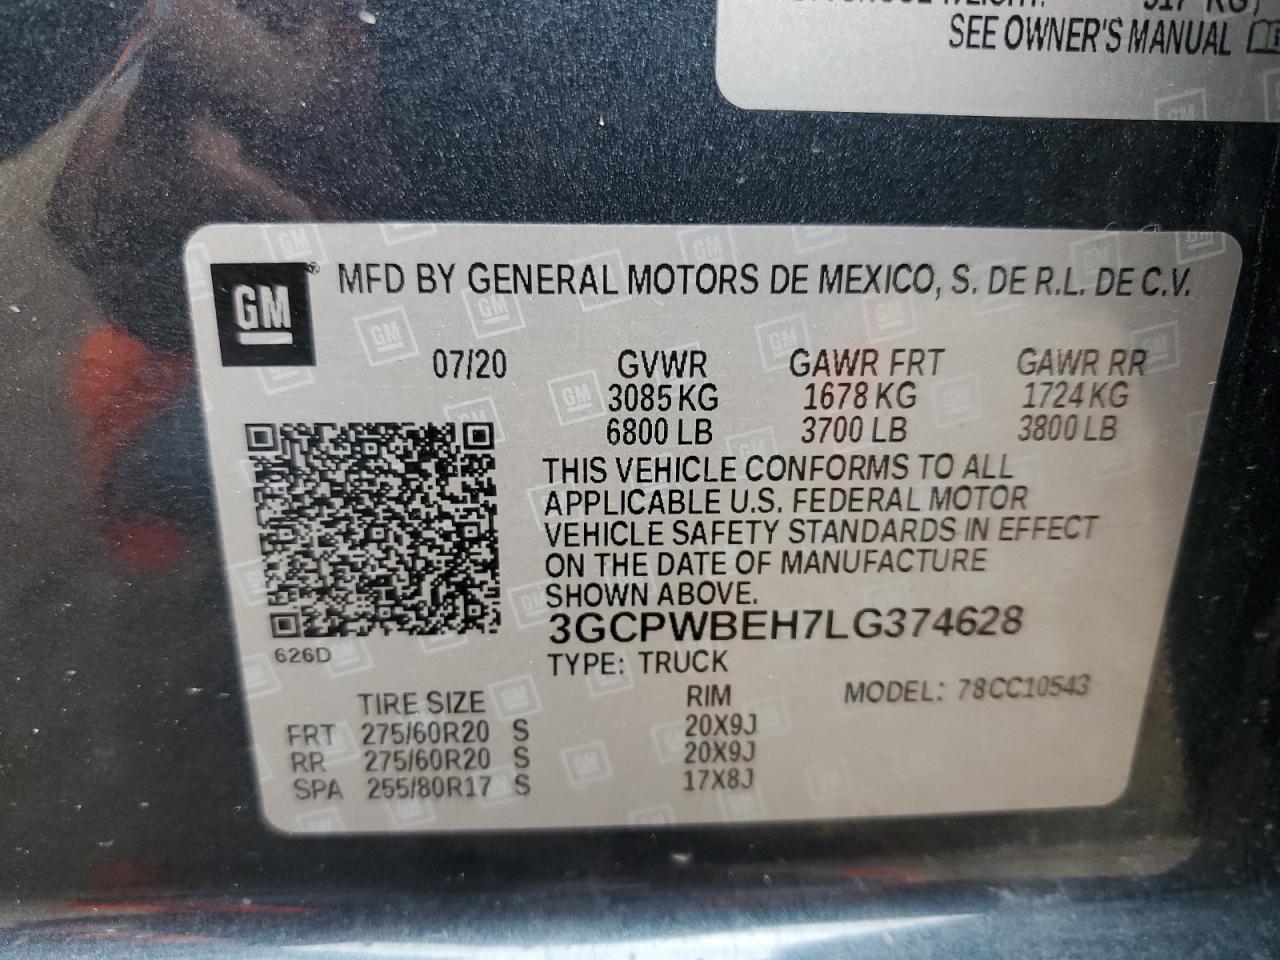 517 KG,
SEE OWNER'S MANUAL
GM ® MFD BY GENERAL MOTORS DE MEXICO, S. DE R.L. DE C.V.
07/20 GVWR GAWR FRT GAWR RR
3085 KG 1678 KG 1724 KG
6800 LB 3700 LB 3800 LB
THIS VEHICLE CONFORMS TO ALL
APPLICABLE U.S. FEDERAL MOTOR
VEHICLE SAFETY STANDARDS IN EFFECT
ON THE DATE OF MANUFACTURE
SHOWN ABOVE.
3GCPWBEH7LG374628
626D
TYPE: TRUCK
TIRE SIZE RIM MODEL: 78CC10543
FRT 275/60R20 S 20X9J
RR 275/60R20 S 20X9J
SPA 255/80R17 S 17X8J